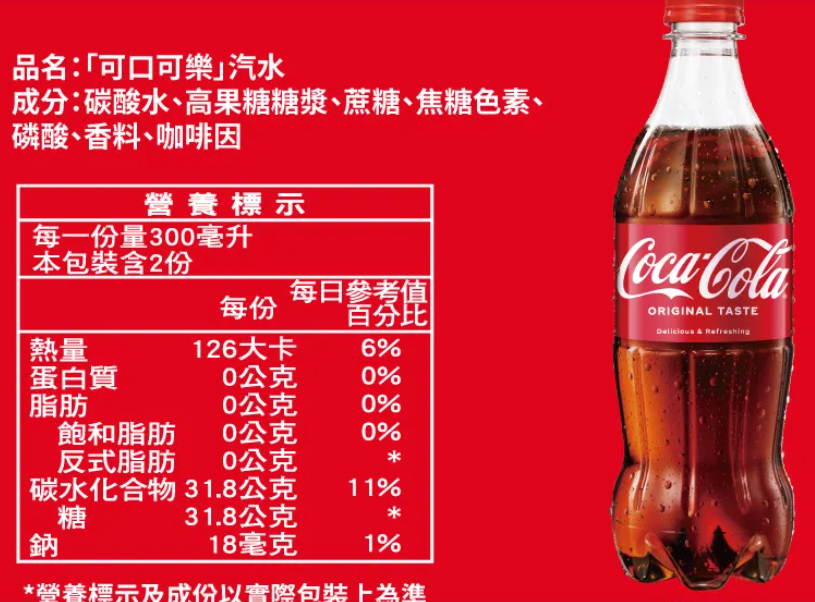 品名：「可口可樂」汽水
成分：碳酸水、高果糖糖漿、蔗糖、焦糖色素、
磷酸、香料、咖啡因
營養標示
每一份量300毫升
本包裝含2份
每份 每日參考值百分比
熱量 126大卡 6%
蛋白質 0公克 0%
脂肪 0公克 0%
飽和脂肪 0公克 0%
反式脂肪 0公克 *
碳水化合物 31.8公克 11%
糖 31.8公克 *
鈉 18毫克 1%
*營養標示及成份以實際包裝上為準
Coca-Cola
ORIGINAL TASTE
Delicious & Refreshing